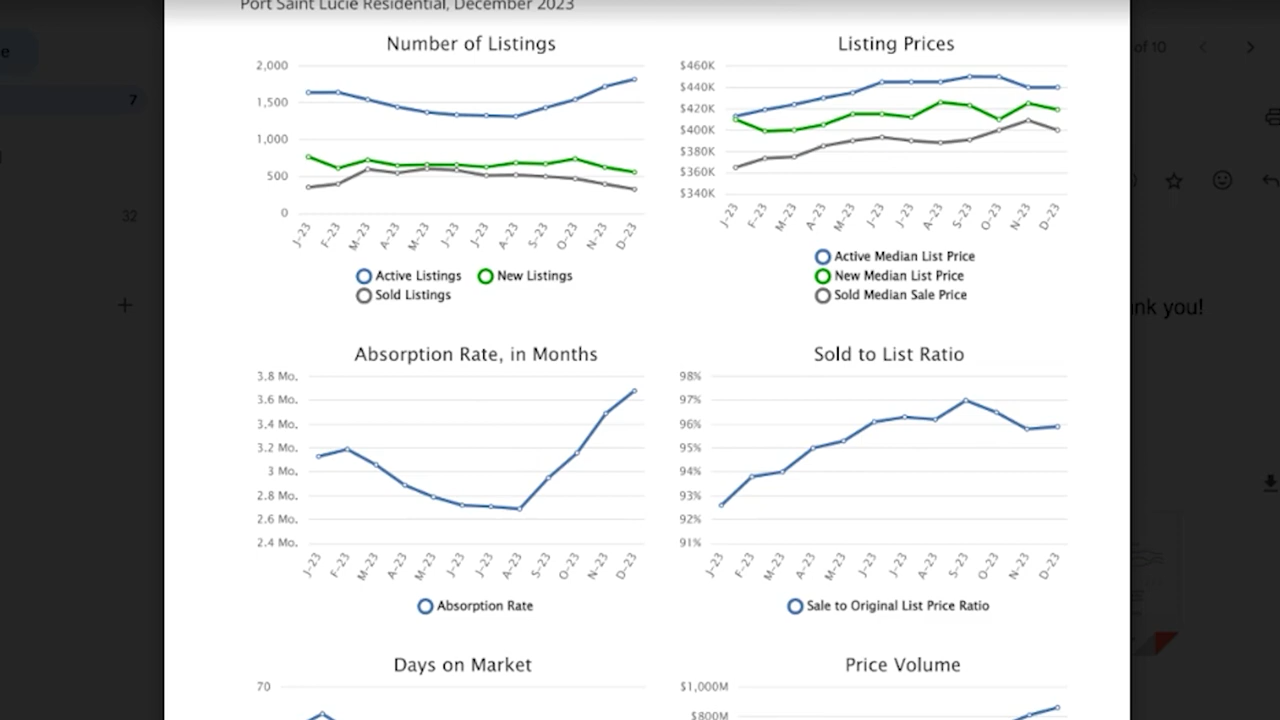 Port Saint Lucie Residential, December 2023
e
of 10
7
32
nk you!
Number of Listings
2,000
1,500
1,000
500
0
J-23
F-23
M-23
A-23
M-23
J-23
J-23
A-23
S-23
O-23
N-23
D-23
Active Listings
New Listings
Sold Listings
Listing Prices
$460K
$440K
$420K
$400K
$380K
$360K
$340K
J-23
F-23
M-23
A-23
M-23
J-23
J-23
A-23
S-23
O-23
N-23
D-23
Active Median List Price
New Median List Price
Sold Median Sale Price
Absorption Rate, in Months
3.8 Mo.
3.6 Mo.
3.4 Mo.
3.2 Mo.
3 Mo.
2.8 Mo.
2.6 Mo.
2.4 Mo.
J-23
F-23
M-23
A-23
M-23
J-23
J-23
A-23
S-23
O-23
N-23
D-23
Absorption Rate
Sold to List Ratio
98%
97%
96%
95%
94%
93%
92%
91%
J-23
F-23
M-23
A-23
M-23
J-23
J-23
A-23
S-23
O-23
N-23
D-23
Sale to Original List Price Ratio
Days on Market
70
Price Volume
$1,000M
$800M